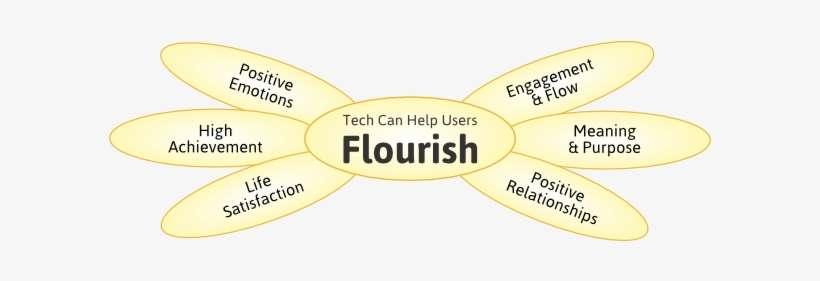 Positive
Emotions
High
Achievement
Life
Satisfaction
Tech Can Help Users
Flourish
Engagement
& Flow
Meaning
& Purpose
Positive
Relationships